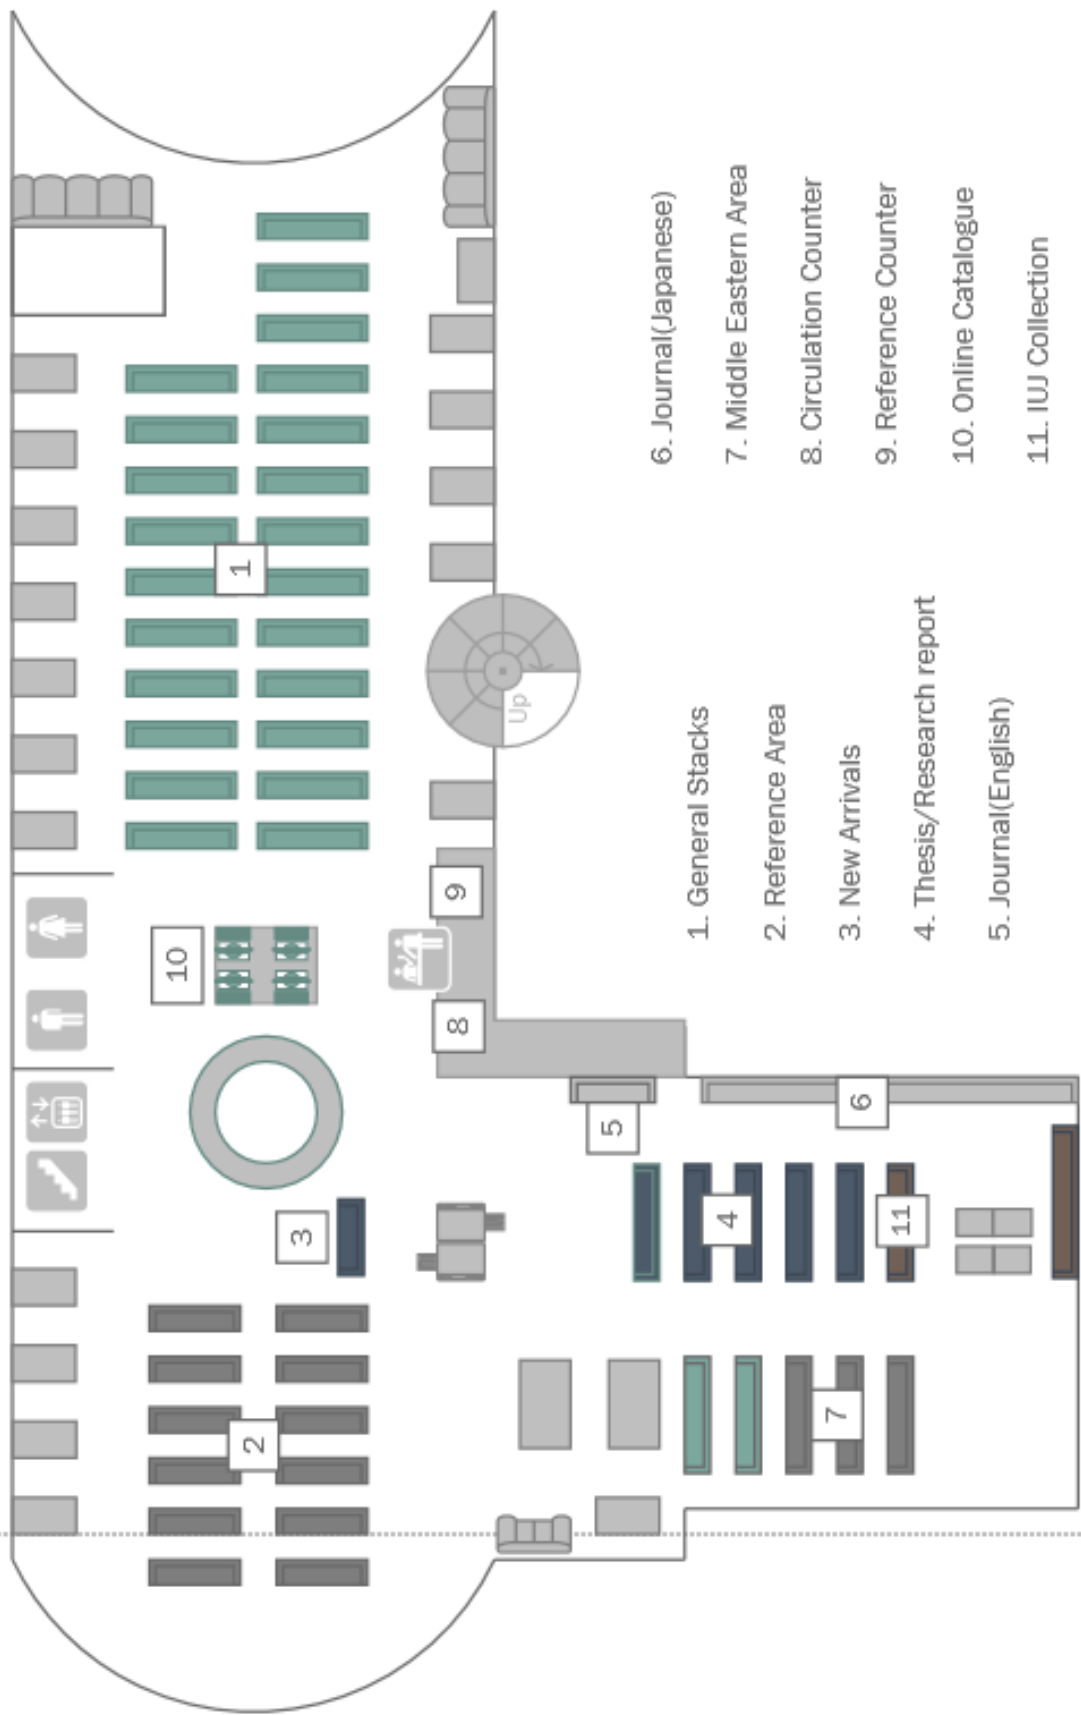 1
2
3
4
5
6
7
8
9
10
11
Up
1. General Stacks
2. Reference Area
3. New Arrivals
4. Thesis/Research report
5. Journal(English)
6. Journal(Japanese)
7. Middle Eastern Area
8. Circulation Counter
9. Reference Counter
10. Online Catalogue
11. IUJ Collection